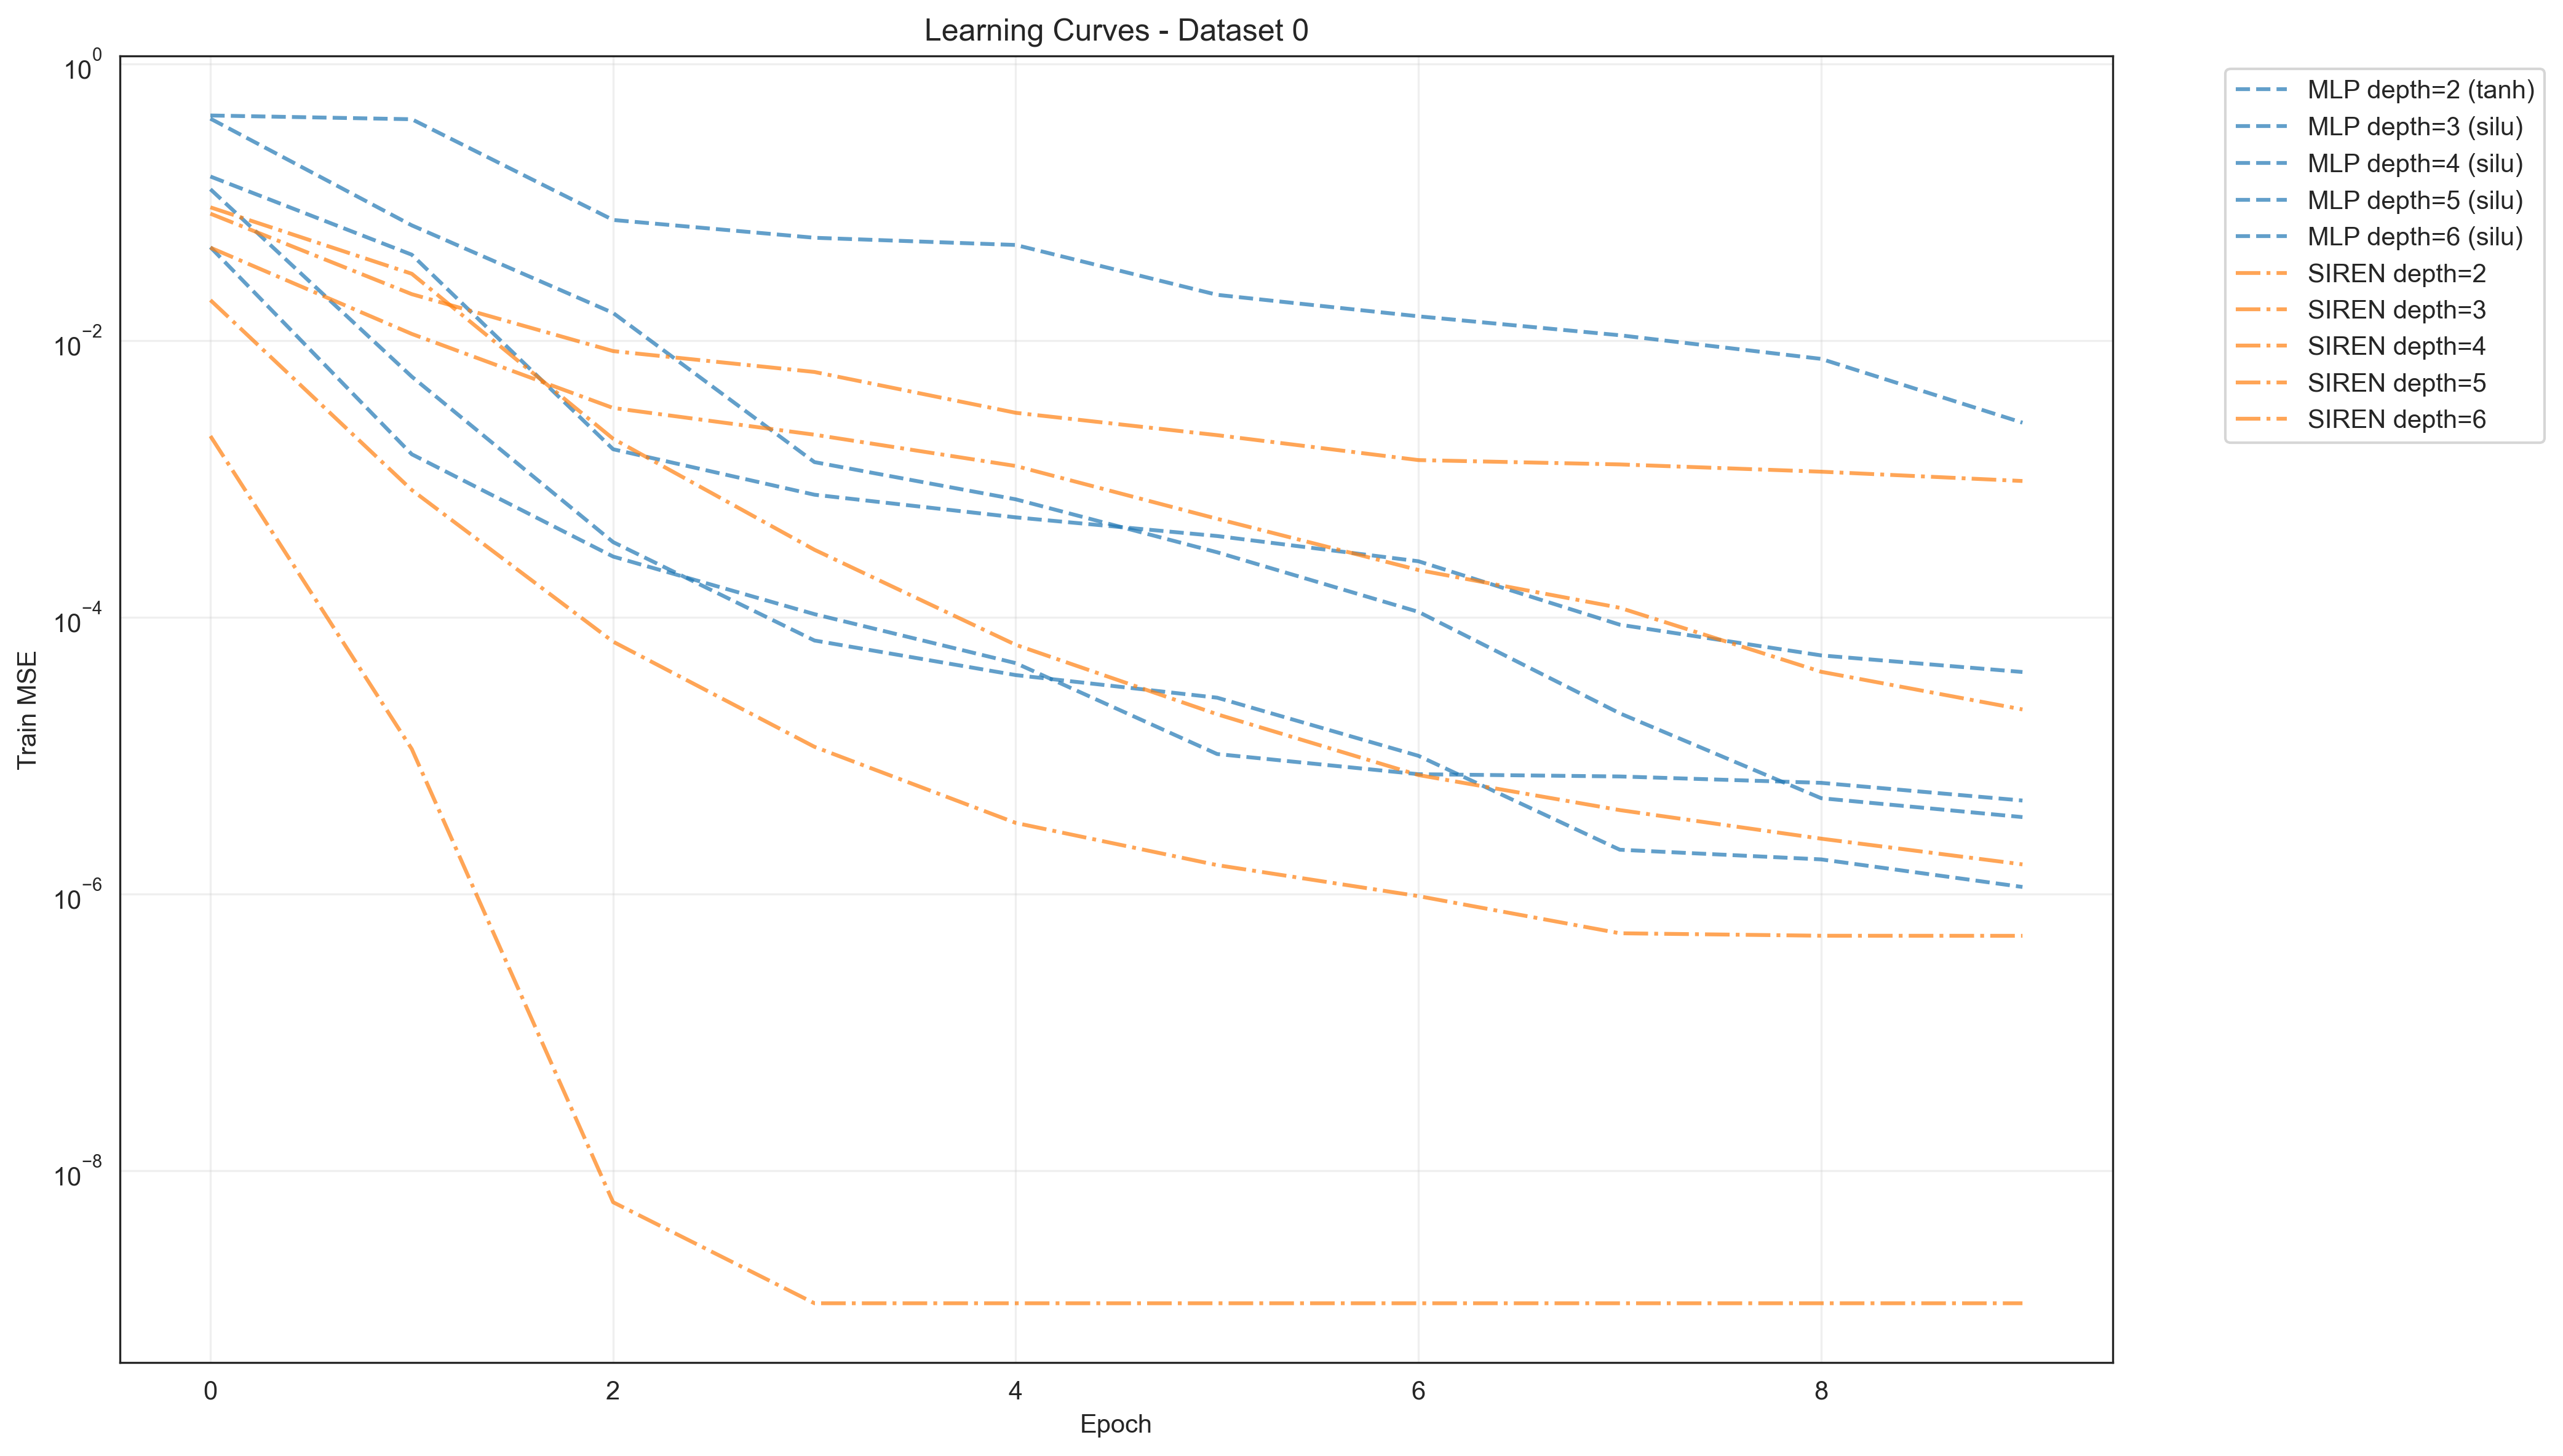 Learning Curves - Dataset 0
Train MSE
10⁰
10⁻²
10⁻⁴
10⁻⁶
10⁻⁸
0 2 4 6 8
Epoch
MLP depth=2 (tanh)
MLP depth=3 (silu)
MLP depth=4 (silu)
MLP depth=5 (silu)
MLP depth=6 (silu)
SIREN depth=2
SIREN depth=3
SIREN depth=4
SIREN depth=5
SIREN depth=6